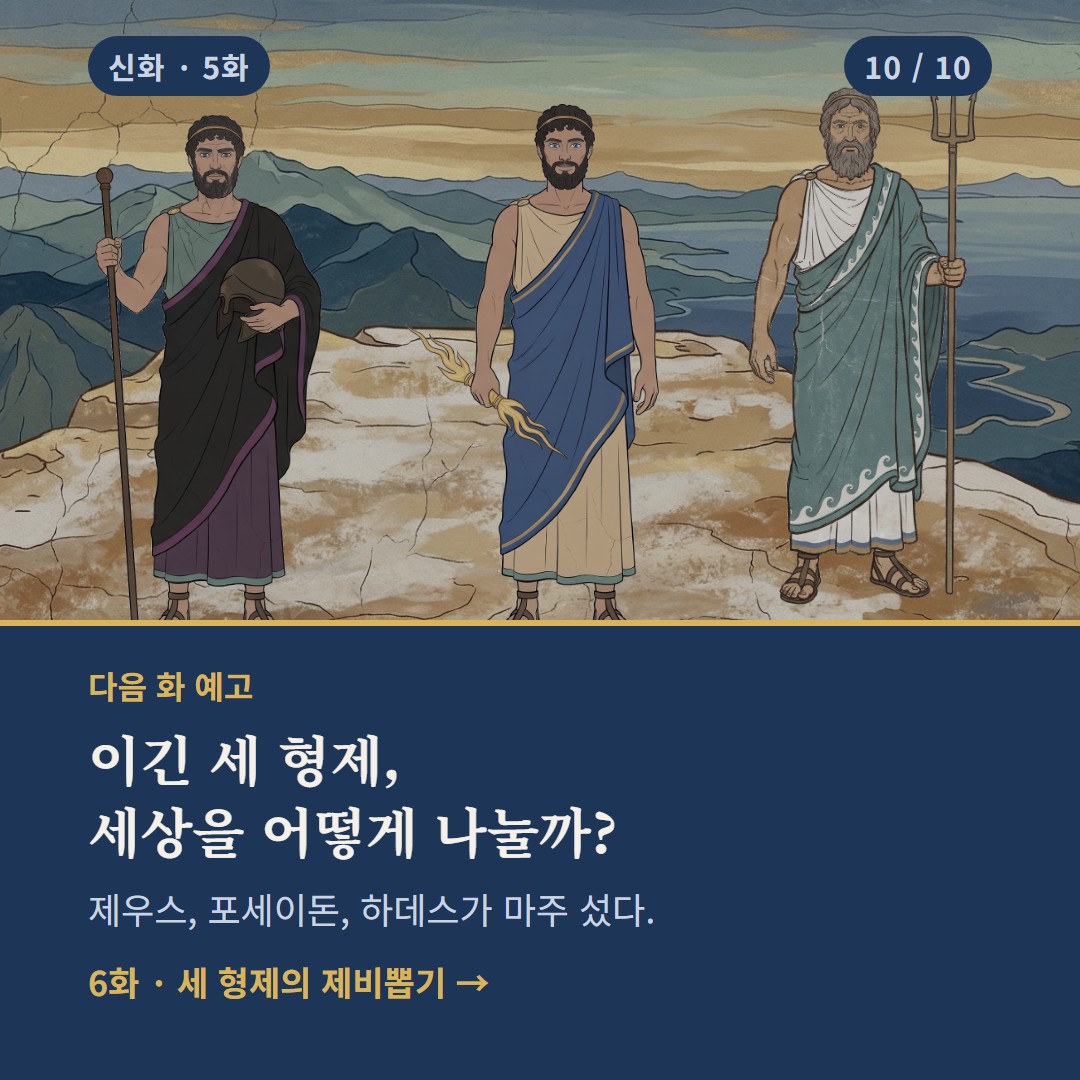 신화 · 5화
10 / 10
다음 화 예고
이긴 세 형제,
세상을 어떻게 나눌까?
제우스, 포세이돈, 하데스가 마주 섰다.
6화 · 세 형제의 제비뽑기 →